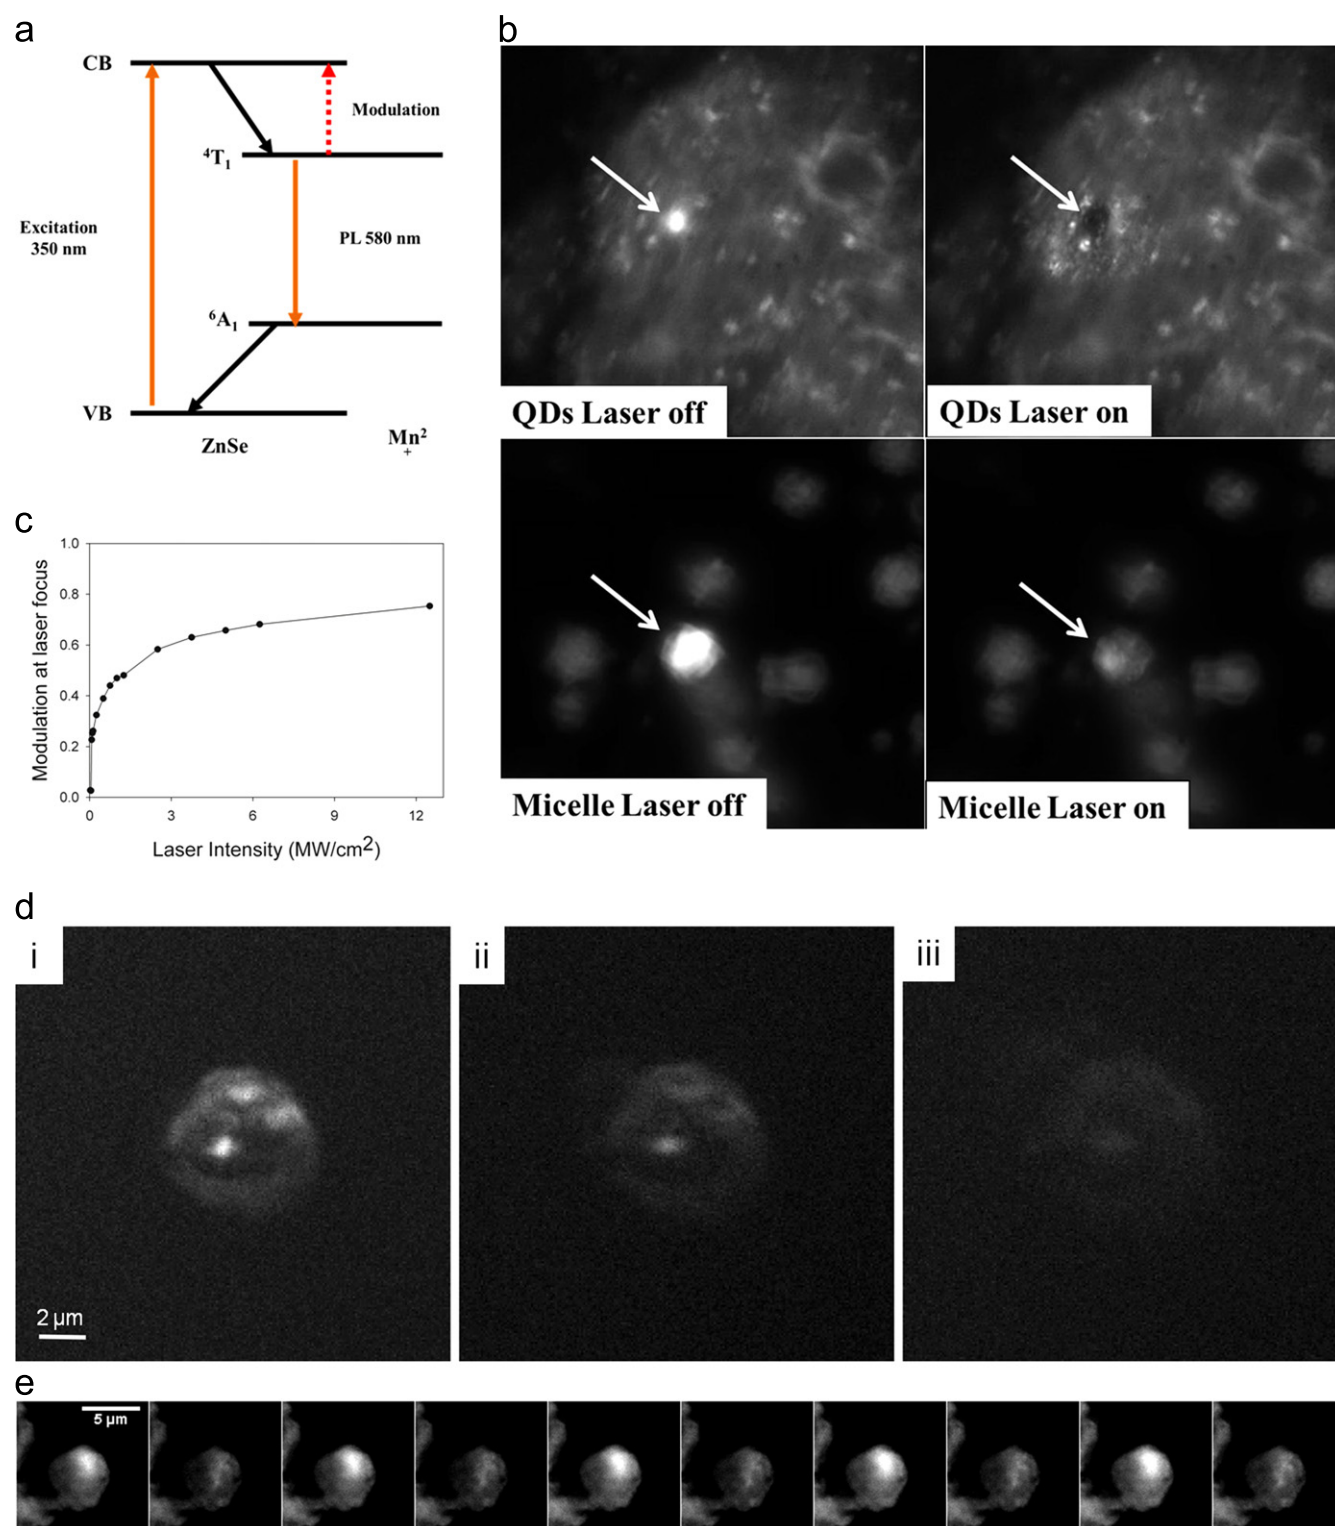 a
CB
Modulation
⁴T₁
Excitation
350 nm
PL 580 nm
⁶A₁
VB
ZnSe
Mn²
+
b
QDs Laser off
QDs Laser on
Micelle Laser off
Micelle Laser on
c
Modulation at laser focus
1.0
0.8
0.6
0.4
0.2
0.0
0 3 6 9 12
Laser Intensity (MW/cm²)
d
i
ii
iii
2 µm
e
5 µm